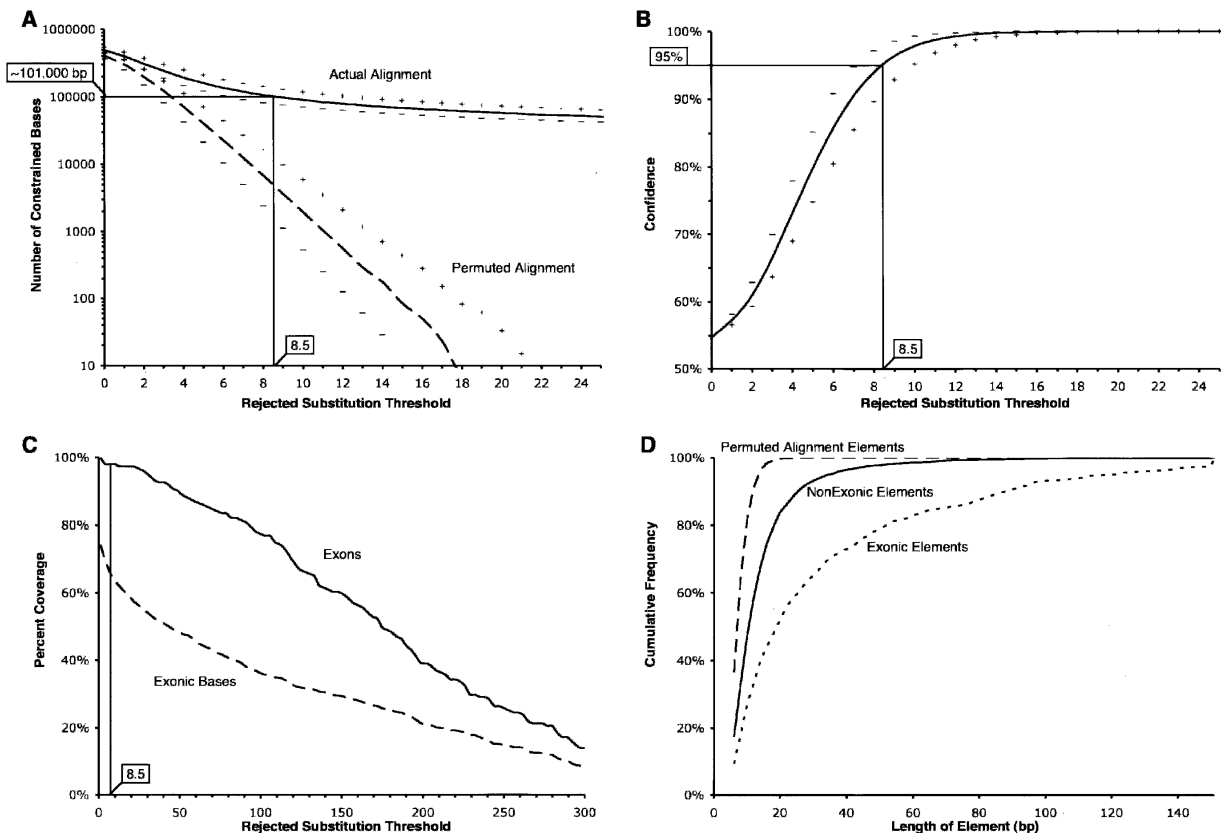 A
1000000
~101,000 bp
100000
10000
1000
100
10
Number of Constrained Bases
Actual Alignment
Permuted Alignment
8.5
0 2 4 6 8 10 12 14 16 18 20 22 24
Rejected Substitution Threshold
B
100%
95%
90%
80%
70%
60%
50%
Confidence
8.5
0 2 4 6 8 10 12 14 16 18 20 22 24
Rejected Substitution Threshold
C
100%
80%
60%
40%
20%
0%
Percent Coverage
Exons
Exonic Bases
8.5
0 50 100 150 200 250 300
Rejected Substitution Threshold
D
Permuted Alignment Elements
100%
80%
60%
40%
20%
0%
Cumulative Frequency
NonExonic Elements
Exonic Elements
0 20 40 60 80 100 120 140
Length of Element (bp)